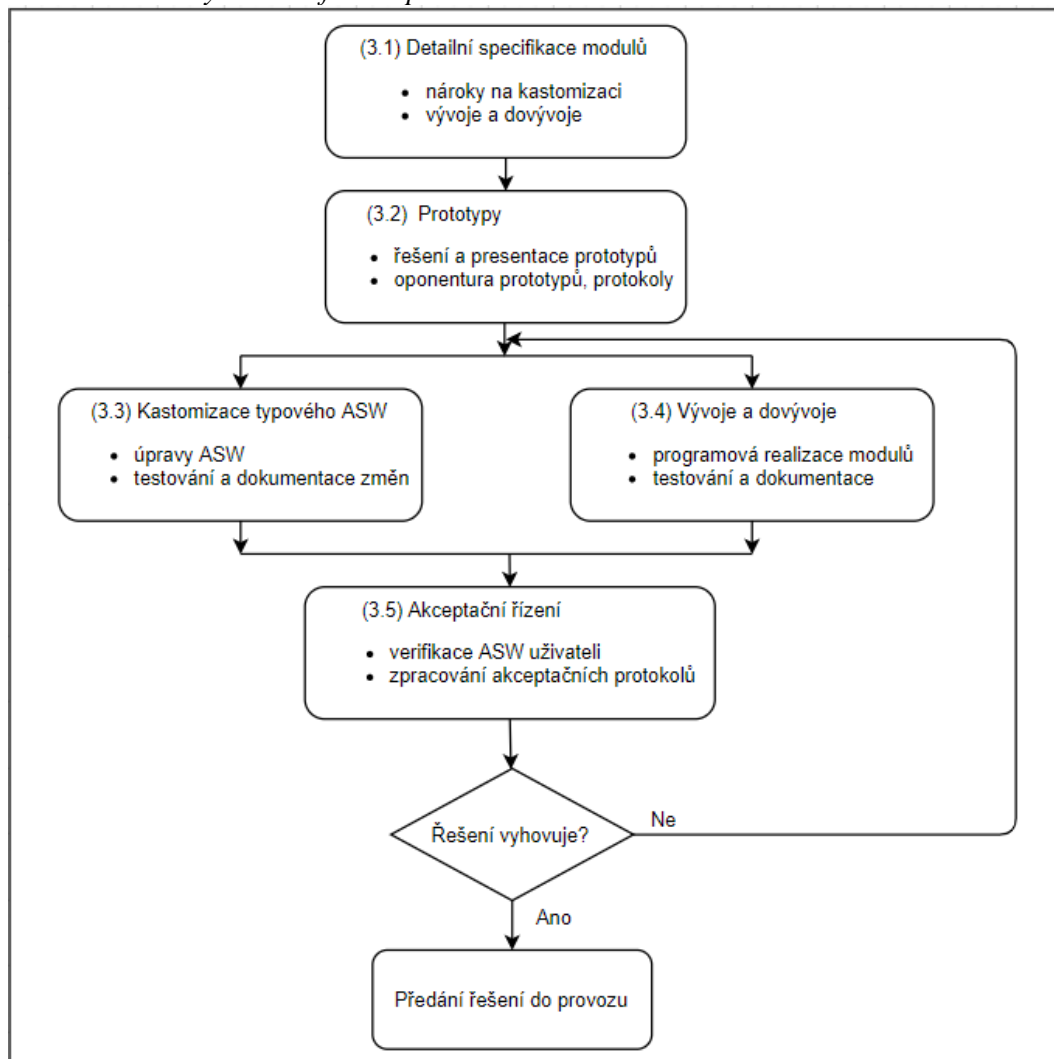 (3.1) Detailní specifikace modulů
• nároky na kastomizaci
• vývoje a dovývoje
(3.2) Prototypy
• řešení a presentace prototypů
• oponentura prototypů, protokoly
(3.3) Kastomizace typového ASW
• úpravy ASW
• testování a dokumentace změn
(3.4) Vývoje a dovývoje
• programová realizace modulů
• testování a dokumentace
(3.5) Akceptační řízení
• verifikace ASW uživateli
• zpracování akceptačních protokolů
Řešení vyhovuje?
Ne
Ano
Předání řešení do provozu